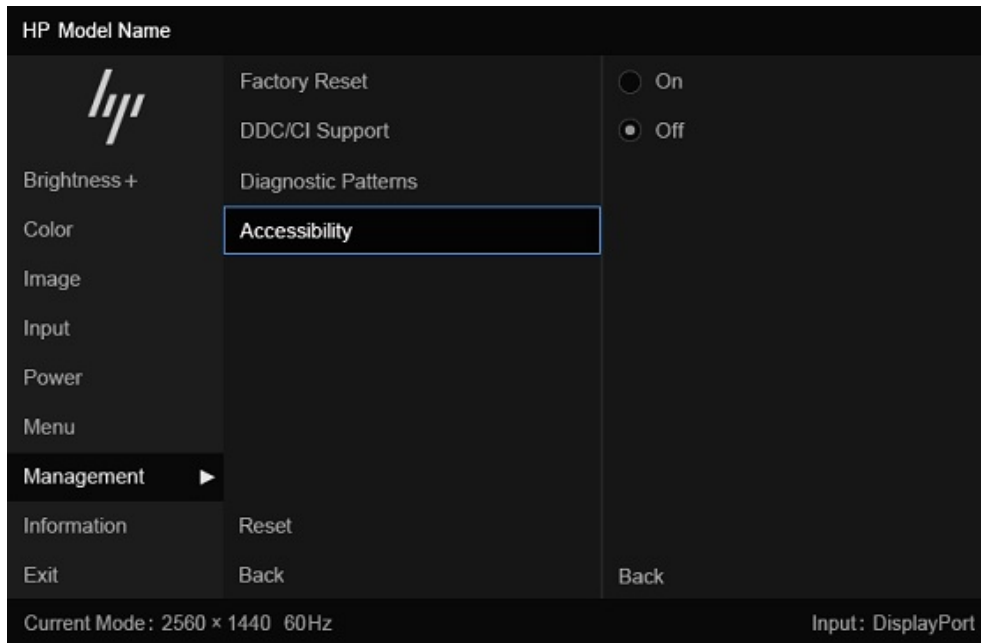 HP Model Name
hp
Brightness+
Color
Image
Input
Power
Menu
Management ▶
Information
Exit
Factory Reset
DDC/CI Support
Diagnostic Patterns
Accessibility
Reset
Back
On
Off
Back
Current Mode: 2560 × 1440 60Hz
Input: DisplayPort